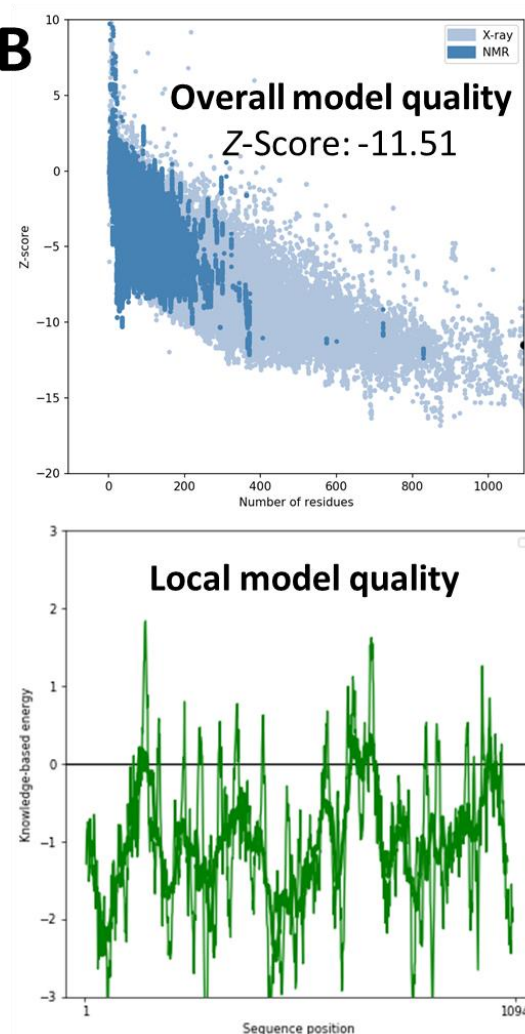 B
10
5
0
−5
−10
−15
−20
X-ray
NMR
Overall model quality
Z-Score: -11.51
Z-score
0
200
400
600
800
1000
Number of residues
3
2
1
0
−1
−2
−3
Local model quality
Knowledge-based energy
1
Sequence position